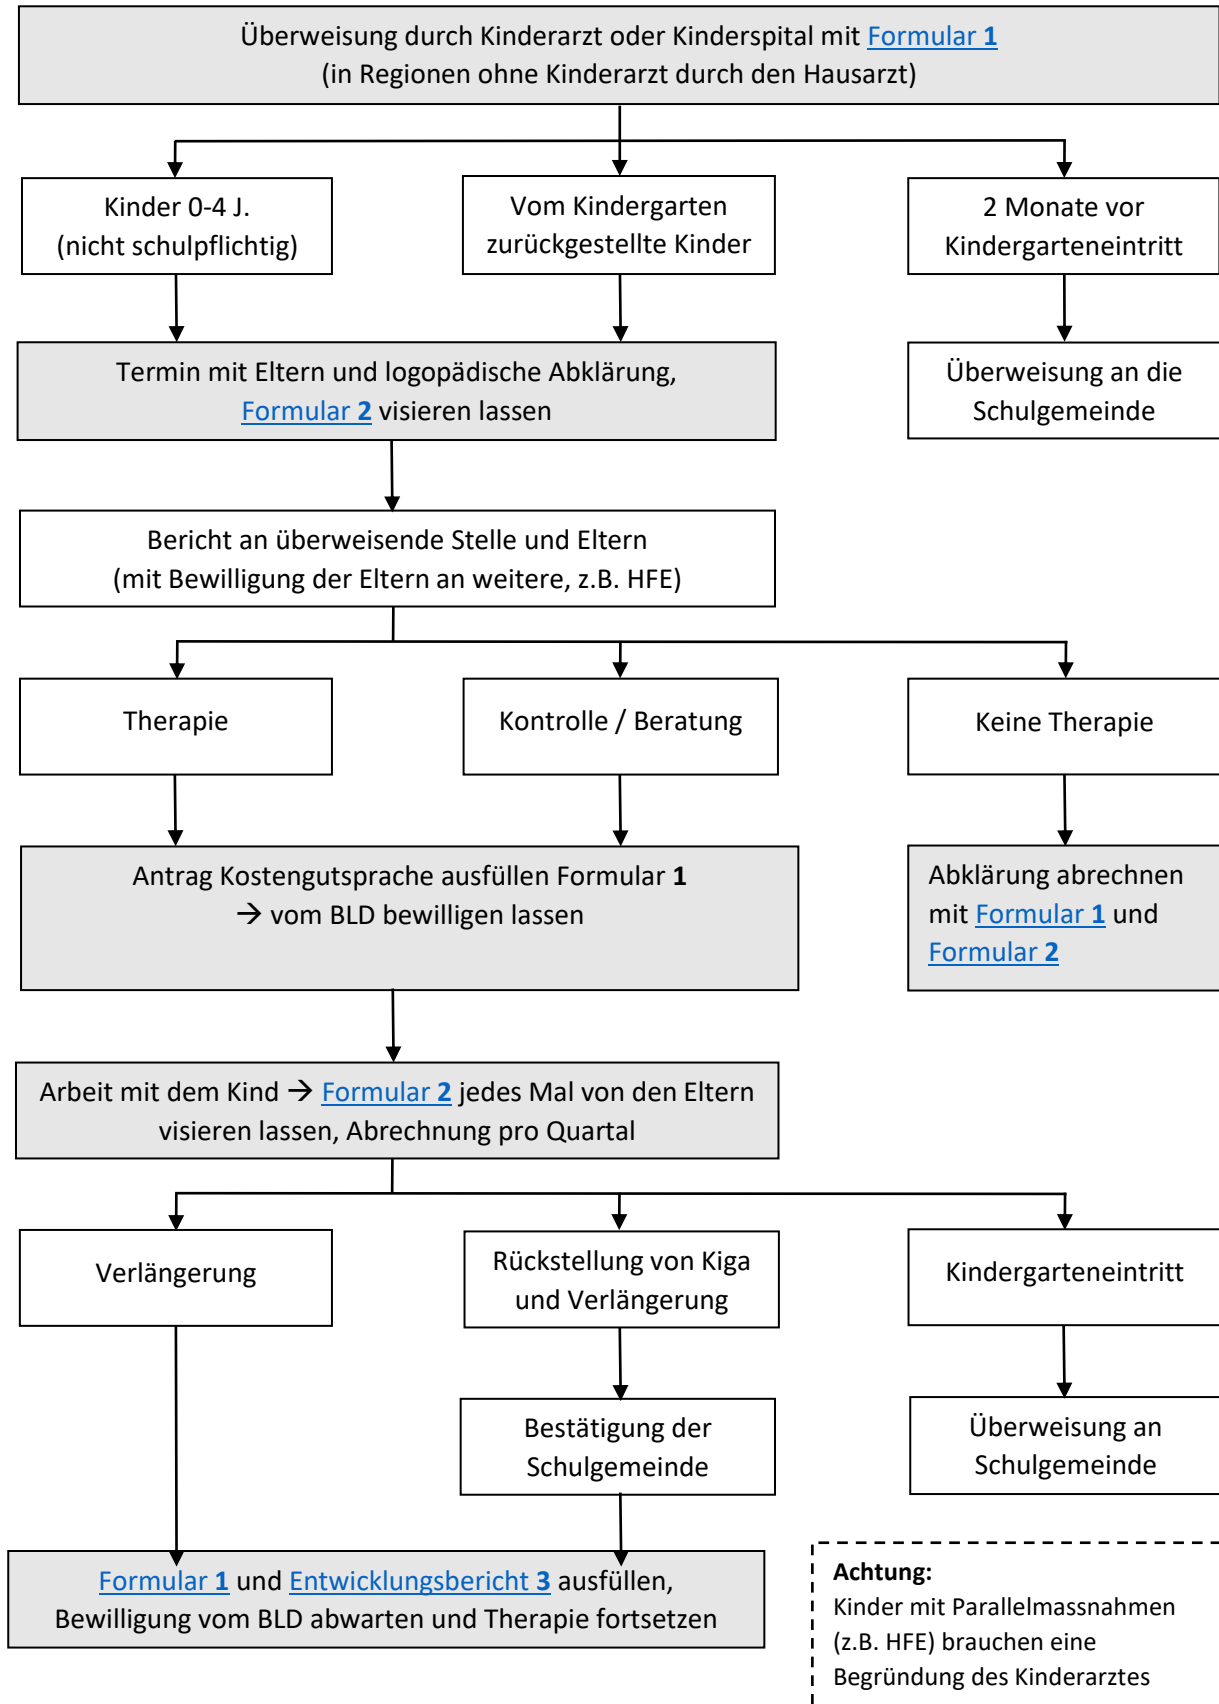 Überweisung durch Kinderarzt oder Kinderspital mit Formular 1
(in Regionen ohne Kinderarzt durch den Hausarzt)
Kinder 0-4 J.
(nicht schulpflichtig)
Vom Kindergarten
zurückgestellte Kinder
2 Monate vor
Kindergarteneintritt
Termin mit Eltern und logopädische Abklärung,
Formular 2 visieren lassen
Überweisung an die
Schulgemeinde
Bericht an überweisende Stelle und Eltern
(mit Bewilligung der Eltern an weitere, z.B. HFE)
Therapie
Kontrolle / Beratung
Keine Therapie
Antrag Kostengutsprache ausfüllen Formular 1
→ vom BLD bewilligen lassen
Abklärung abrechnen
mit Formular 1 und
Formular 2
Arbeit mit dem Kind → Formular 2 jedes Mal von den Eltern
visieren lassen, Abrechnung pro Quartal
Verlängerung
Rückstellung von Kiga
und Verlängerung
Kindergarteneintritt
Bestätigung der
Schulgemeinde
Überweisung an
Schulgemeinde
Formular 1 und Entwicklungsbericht 3 ausfüllen,
Bewilligung vom BLD abwarten und Therapie fortsetzen
Achtung:
Kinder mit Parallelmassnahmen
(z.B. HFE) brauchen eine
Begründung des Kinderarztes